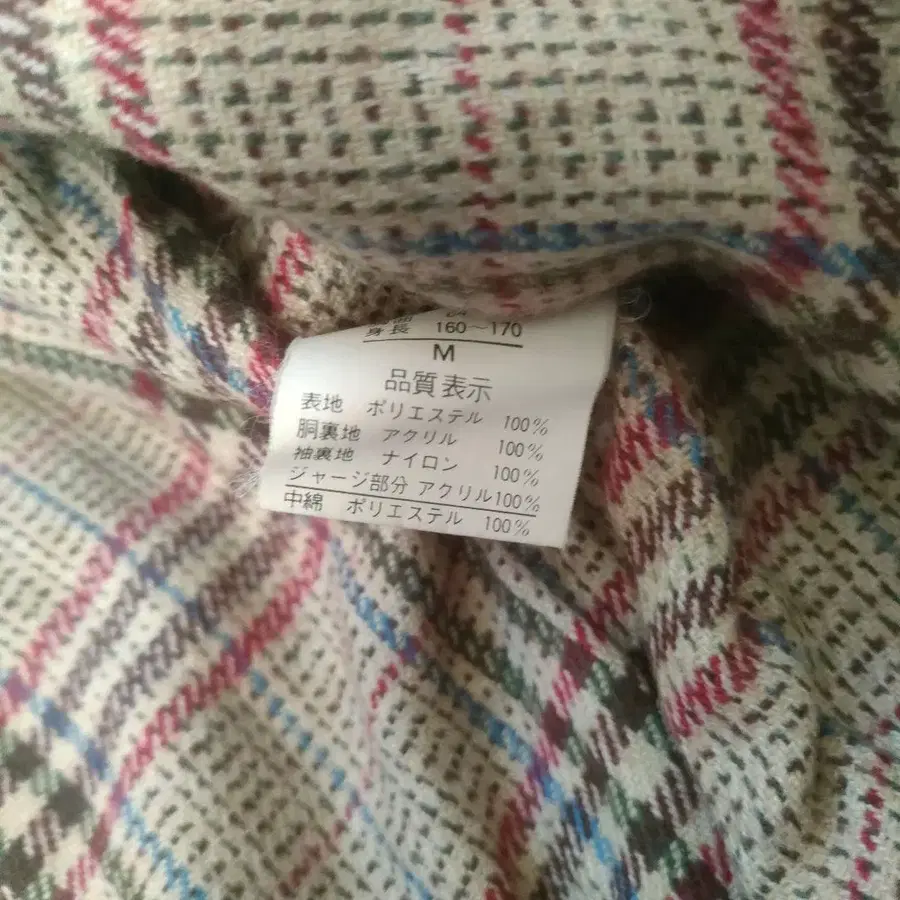 身長 160～170
M
品質表示
表地 ポリエステル 100%
胴裏地 アクリル 100%
袖裏地 ナイロン 100%
ジャージ部分 アクリル100%
中綿 ポリエステル 100%